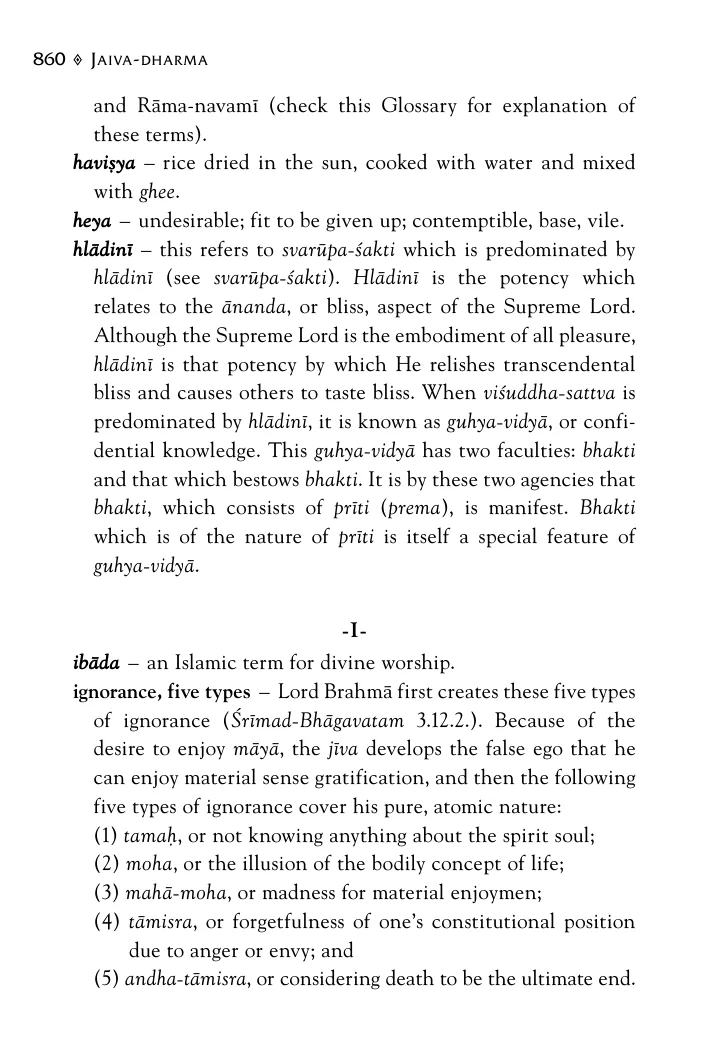 860 ⟡ JAIVA-DHARMA
and Rāma-navamī (check this Glossary for explanation of
these terms).
haviṣya – rice dried in the sun, cooked with water and mixed
with ghee.
heya – undesirable; fit to be given up; contemptible, base, vile.
hlādinī – this refers to svarūpa-śakti which is predominated by
hlādinī (see svarūpa-śakti). Hlādinī is the potency which
relates to the ānanda, or bliss, aspect of the Supreme Lord.
Although the Supreme Lord is the embodiment of all pleasure,
hlādinī is that potency by which He relishes transcendental
bliss and causes others to taste bliss. When viśuddha-sattva is
predominated by hlādinī, it is known as guhya-vidyā, or confi-
dential knowledge. This guhya-vidyā has two faculties: bhakti
and that which bestows bhakti. It is by these two agencies that
bhakti, which consists of prīti (prema), is manifest. Bhakti
which is of the nature of prīti is itself a special feature of
guhya-vidyā.
-I-
ibāda – an Islamic term for divine worship.
ignorance, five types – Lord Brahmā first creates these five types
of ignorance (Śrīmad-Bhāgavatam 3.12.2.). Because of the
desire to enjoy māyā, the jīva develops the false ego that he
can enjoy material sense gratification, and then the following
five types of ignorance cover his pure, atomic nature:
(1) tamaḥ, or not knowing anything about the spirit soul;
(2) moha, or the illusion of the bodily concept of life;
(3) mahā-moha, or madness for material enjoymen;
(4) tāmisra, or forgetfulness of one's constitutional position
due to anger or envy; and
(5) andha-tāmisra, or considering death to be the ultimate end.